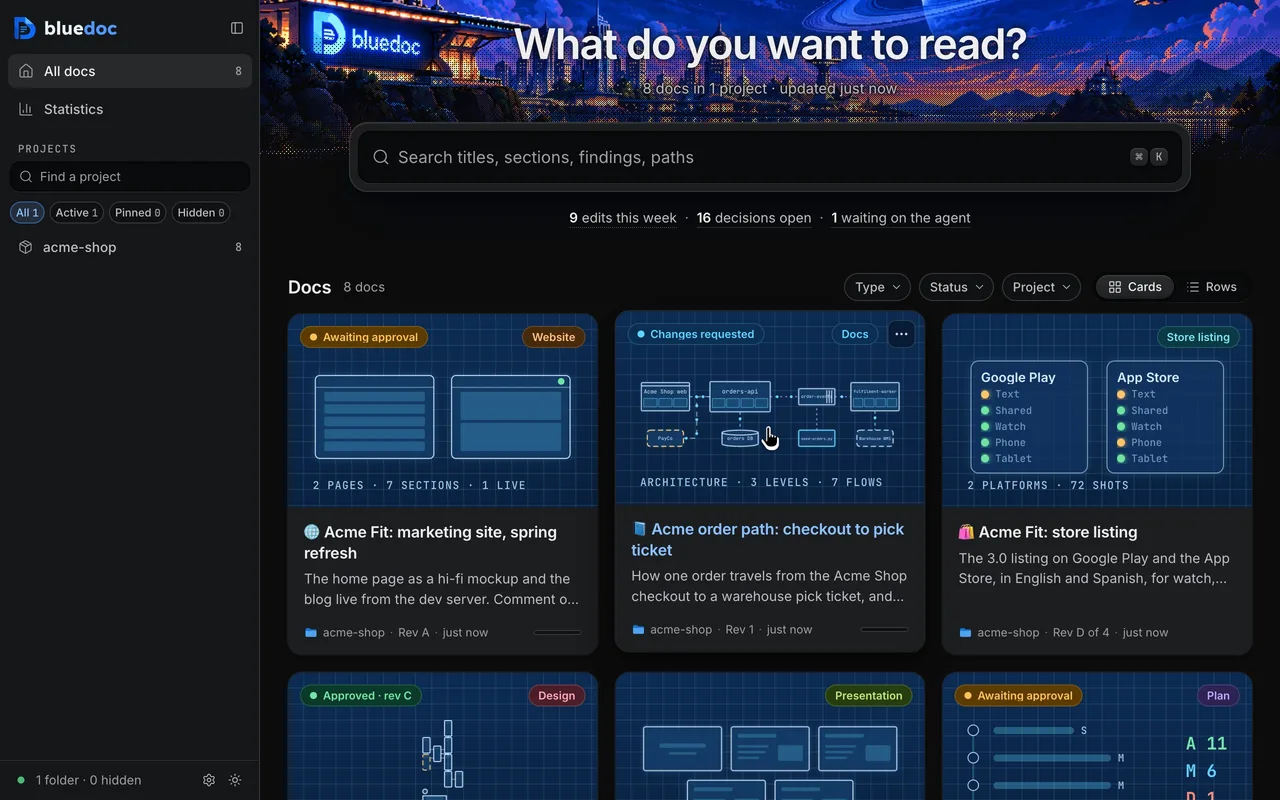 bluedoc
All docs 8
Statistics
PROJECTS
Find a project
All 1 Active 1 Pinned 0 Hidden 0
acme-shop 8
1 folder · 0 hidden
bluedoc
What do you want to read?
8 docs in 1 project · updated just now
Search titles, sections, findings, paths ⌘ K
9 edits this week · 16 decisions open · 1 waiting on the agent
Docs 8 docs
Type Status Project Cards Rows
Awaiting approval Website
2 PAGES · 7 SECTIONS · 1 LIVE
🌐 Acme Fit: marketing site, spring
refresh
The home page as a hi-fi mockup and the
blog live from the dev server. Comment o...
acme-shop · Rev A · just now
Changes requested Docs
Acme Shop web orders-api fulfilment-worker
PayCo orders DB Warehouse WMS
ARCHITECTURE · 3 LEVELS · 7 FLOWS
📘 Acme order path: checkout to pick
ticket
How one order travels from the Acme Shop
checkout to a warehouse pick ticket, and...
acme-shop · Rev 1 · just now
Store listing
Google Play
Text
Shared
Watch
Phone
Tablet
App Store
Text
Shared
Watch
Phone
Tablet
2 PLATFORMS · 72 SHOTS
🛍️ Acme Fit: store listing
The 3.0 listing on Google Play and the App
Store, in English and Spanish, for watch,...
acme-shop · Rev D of 4 · just now
Approved · rev C Design
Presentation
Awaiting approval Plan
S
M
M
A 11
M 6
D 1